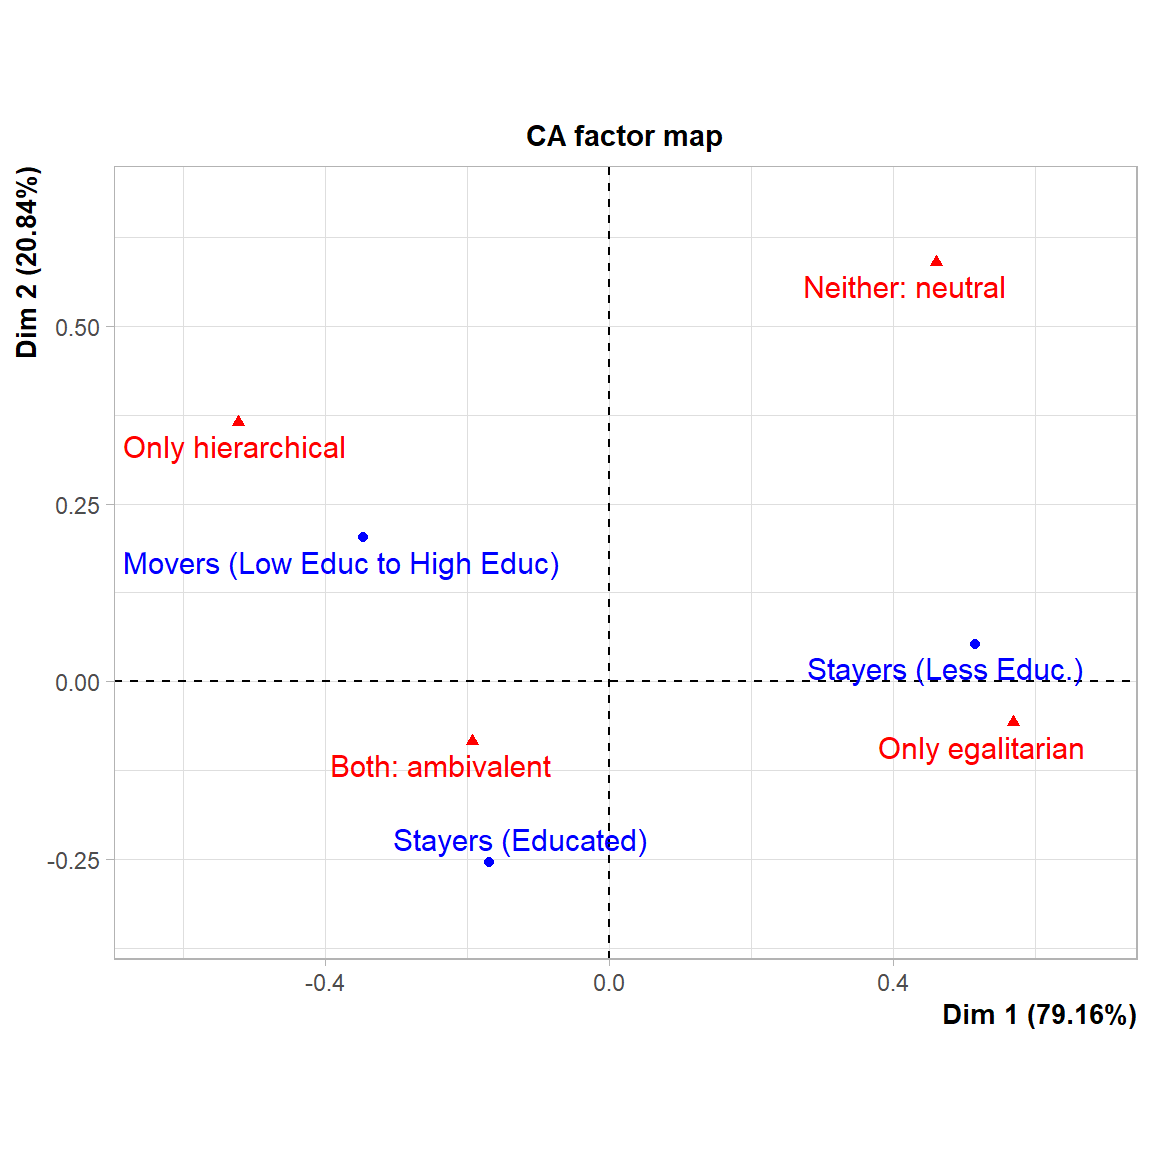 CA factor map
Dim 2 (20.84%)
Neither: neutral
0.50
Only hierarchical
0.25
Movers (Low Educ to High Educ)
Stayers (Less Educ.)
0.00
Only egalitarian
Both: ambivalent
Stayers (Educated)
-0.25
-0.4
0.0
0.4
Dim 1 (79.16%)